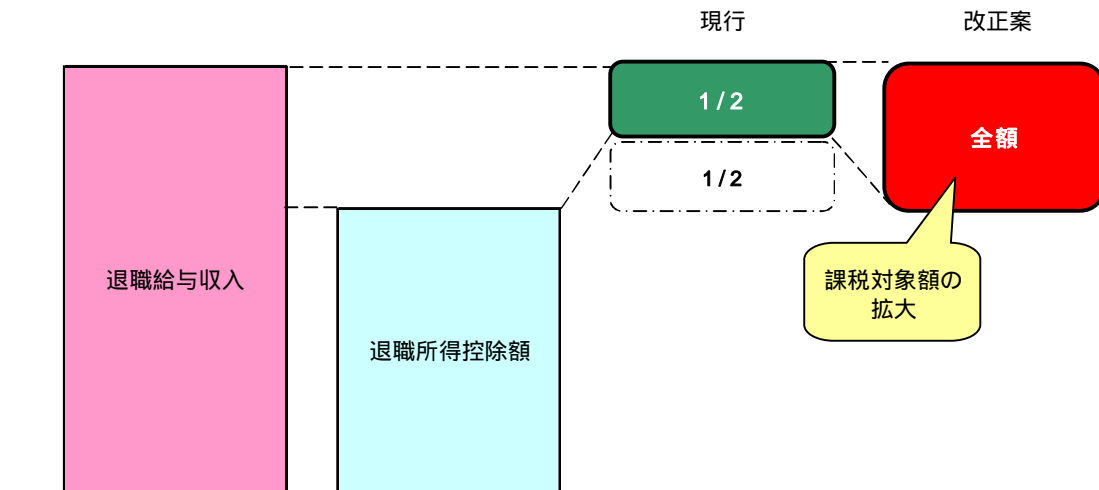 現行
改正案
1/2
全額
1/2
退職給与収入
課税対象額の
拡大
退職所得控除額